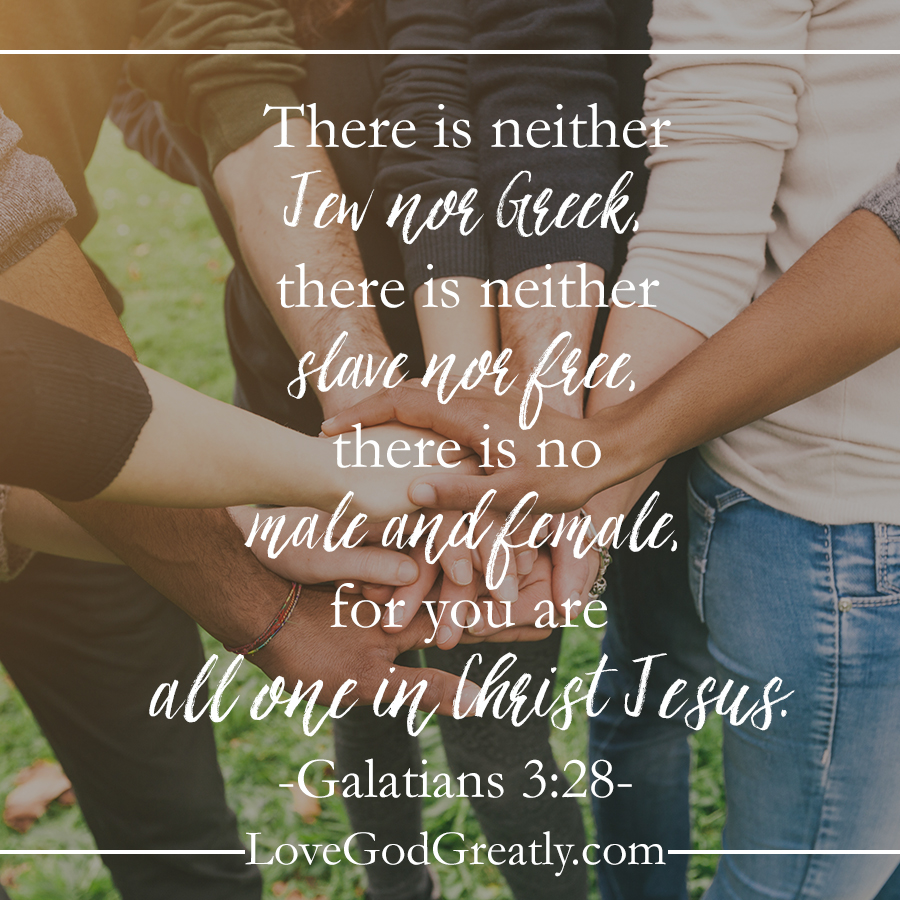 There is neither
Jew nor Greek,
there is neither
slave nor free,
there is no
male and female,
for you are
all one in Christ Jesus.
-Galatians 3:28-
LoveGodGreatly.com